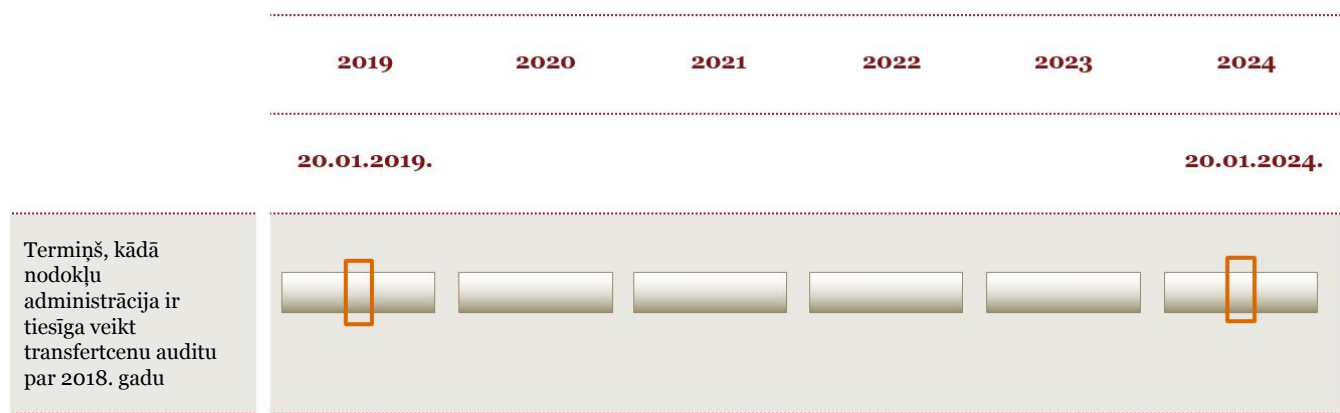 2019 2020 2021 2022 2023 2024
20.01.2019. 20.01.2024.
Termiņš, kādā
nodokļu
administrācija ir
tiesīga veikt
transfertcenu auditu
par 2018. gadu